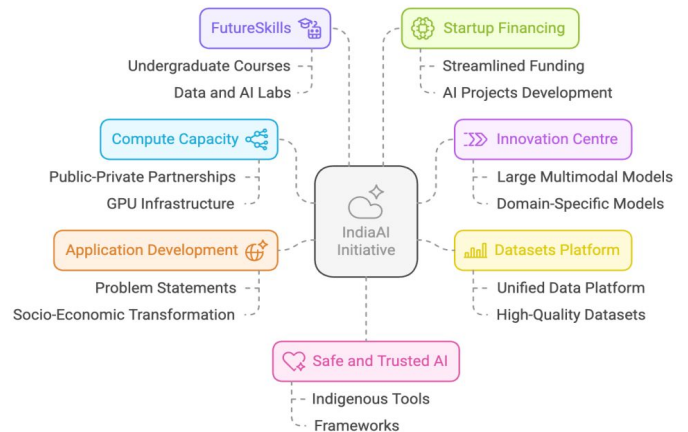 FutureSkills
Undergraduate Courses
Data and AI Labs
Startup Financing
Streamlined Funding
AI Projects Development
Compute Capacity
Public-Private Partnerships
GPU Infrastructure
Innovation Centre
Large Multimodal Models
Domain-Specific Models
IndiaAI
Initiative
Application Development
Problem Statements
Socio-Economic Transformation
Datasets Platform
Unified Data Platform
High-Quality Datasets
Safe and Trusted AI
Indigenous Tools
Frameworks